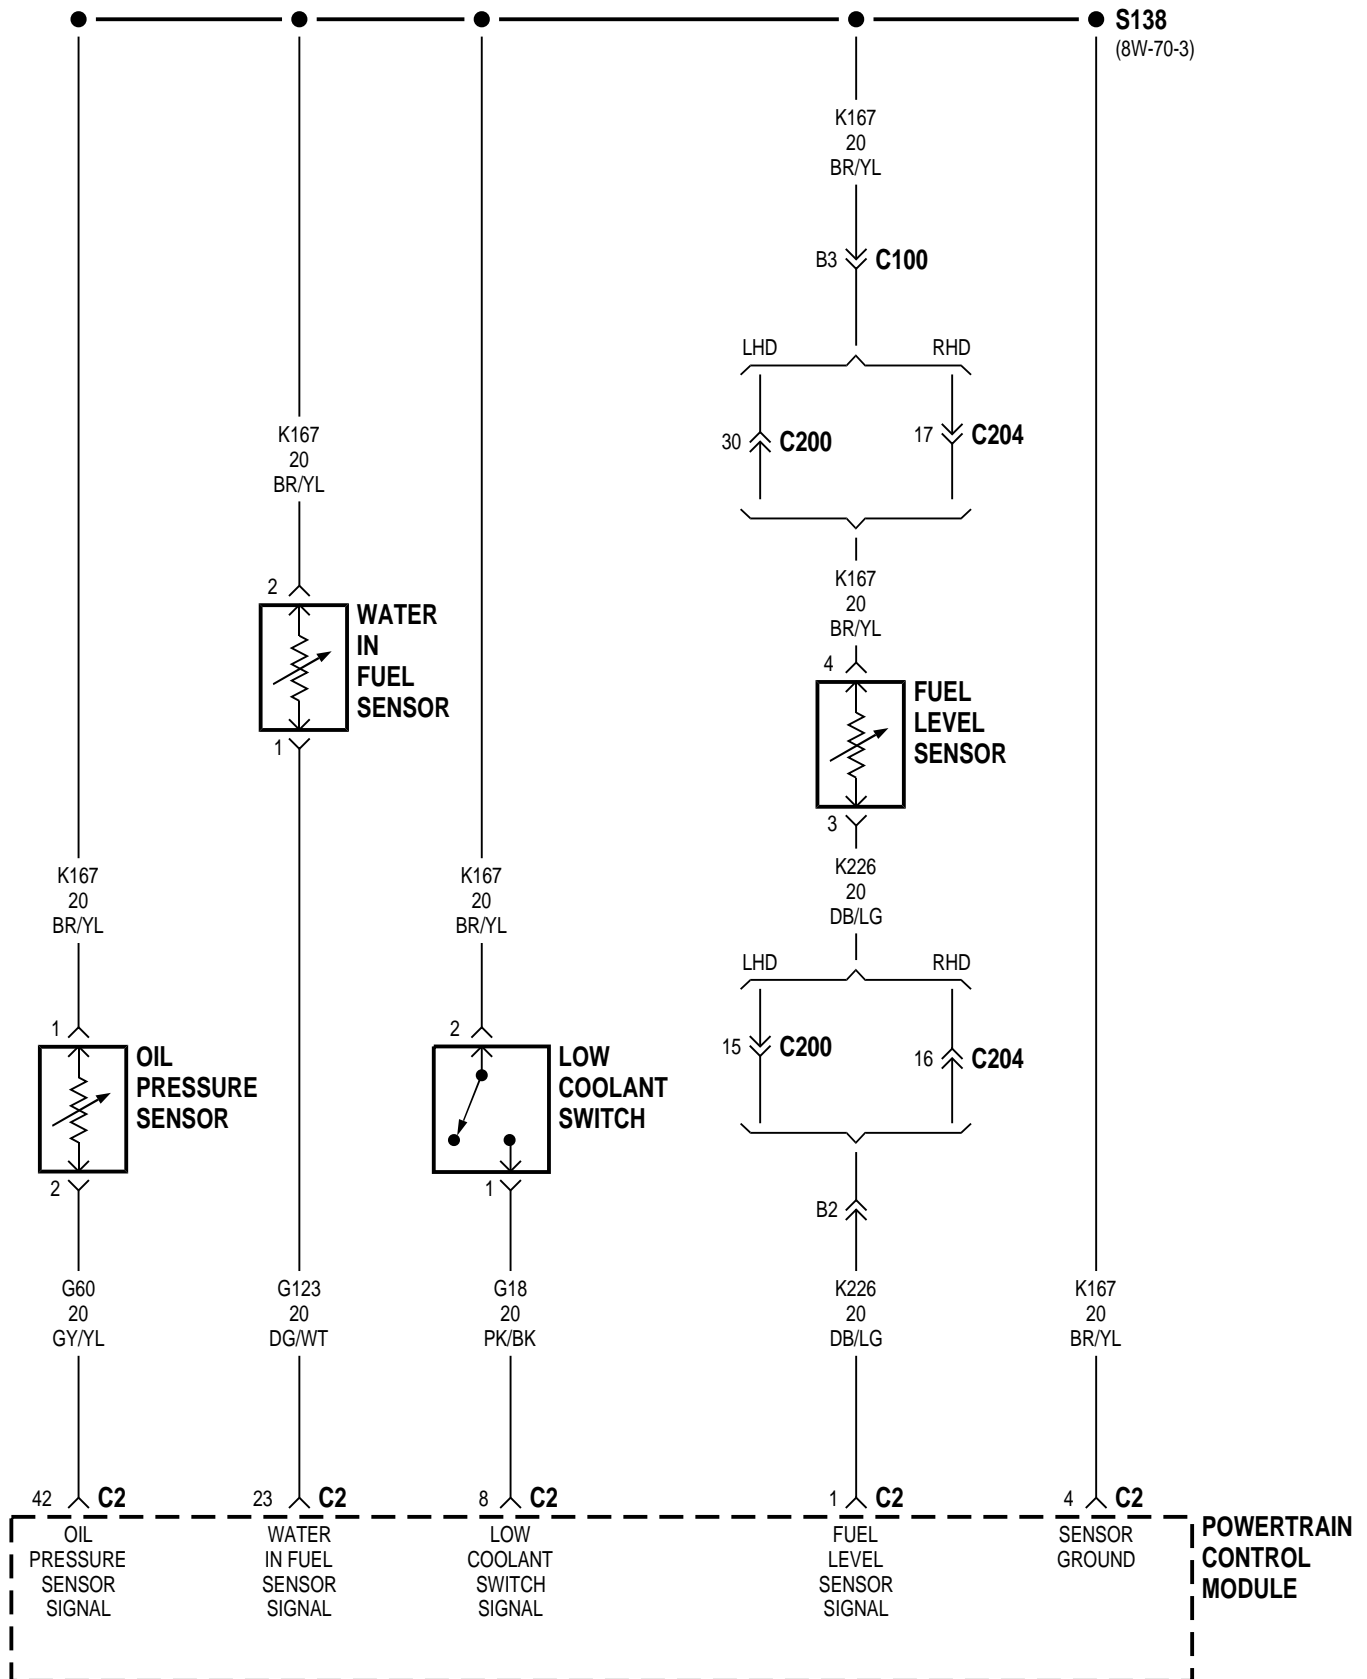 S138
(8W-70-3)
K167
20
BR/YL
B3
C100
LHD
RHD
30
C200
17
C204
K167
20
BR/YL
K167
20
BR/YL
2
WATER
IN
FUEL
SENSOR
1
4
FUEL
LEVEL
SENSOR
3
K226
20
DB/LG
K167
20
BR/YL
K167
20
BR/YL
LHD
RHD
15
C200
16
C204
1
OIL
PRESSURE
SENSOR
2
2
LOW
COOLANT
SWITCH
1
B2
G60
20
GY/YL
G123
20
DG/WT
G18
20
PK/BK
K226
20
DB/LG
K167
20
BR/YL
42
C2
23
C2
8
C2
1
C2
4
C2
OIL
PRESSURE
SENSOR
SIGNAL
WATER
IN FUEL
SENSOR
SIGNAL
LOW
COOLANT
SWITCH
SIGNAL
FUEL
LEVEL
SENSOR
SIGNAL
SENSOR
GROUND
POWERTRAIN
CONTROL
MODULE